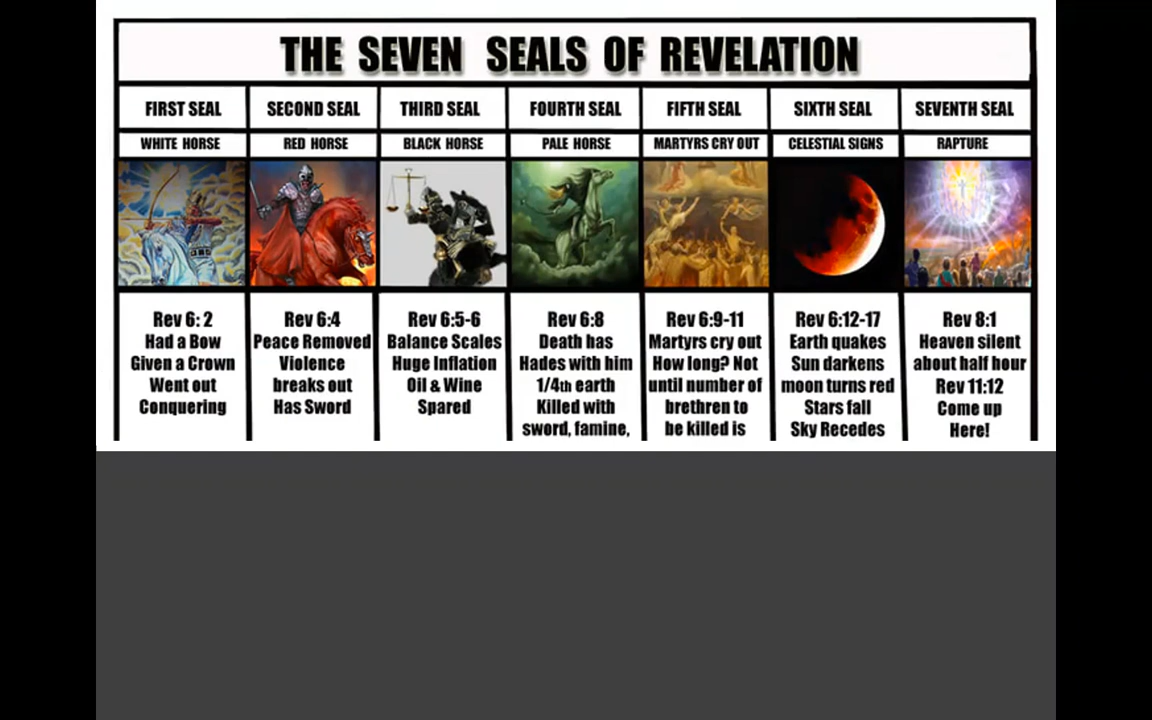 THE SEVEN SEALS OF REVELATION
FIRST SEAL
SECOND SEAL
THIRD SEAL
FOURTH SEAL
FIFTH SEAL
SIXTH SEAL
SEVENTH SEAL
WHITE HORSE
RED HORSE
BLACK HORSE
PALE HORSE
MARTYRS CRY OUT
CELESTIAL SIGNS
RAPTURE
Rev 6: 2
Had a Bow
Given a Crown
Went out
Conquering
Rev 6:4
Peace Removed
Violence
breaks out
Has Sword
Rev 6:5-6
Balance Scales
Huge Inflation
Oil & Wine
Spared
Rev 6:8
Death has
Hades with him
1/4th earth
Killed with
sword, famine,
Rev 6:9-11
Martyrs cry out
How long? Not
until number of
brethren to
be killed is
Rev 6:12-17
Earth quakes
Sun darkens
moon turns red
Stars fall
Sky Recedes
Rev 8:1
Heaven silent
about half hour
Rev 11:12
Come up
Here!